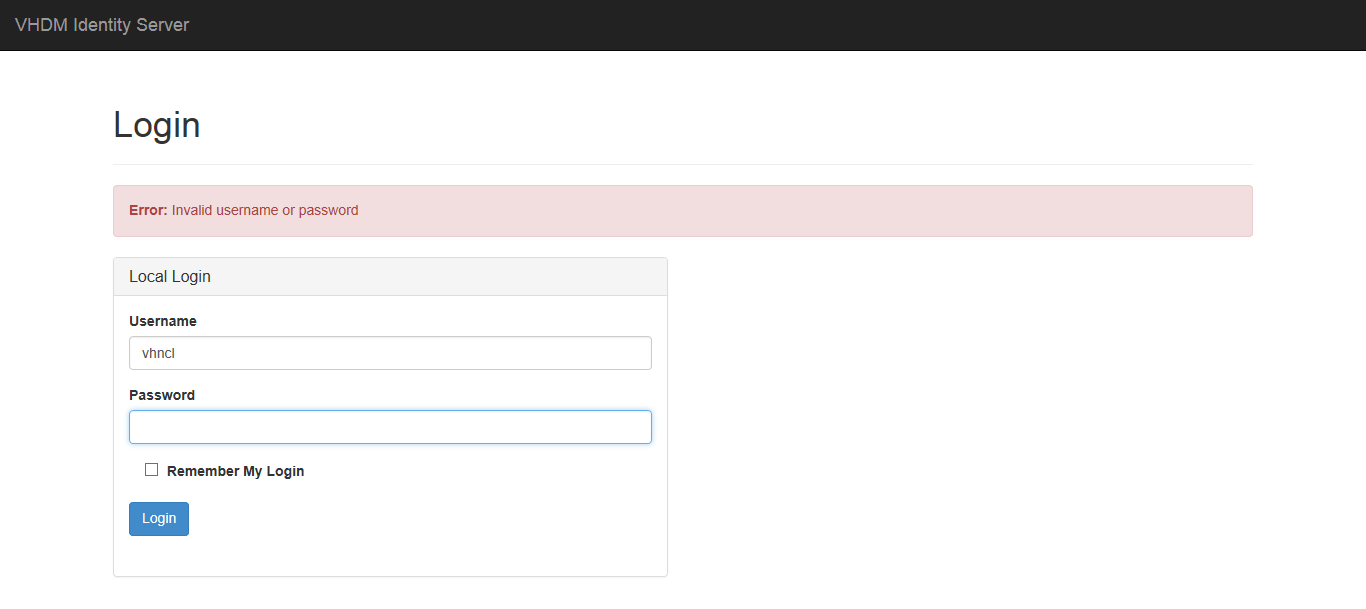 VHDM Identity Server
Login
Error: Invalid username or password
Local Login
Username
vhncl
Password
Remember My Login
Login